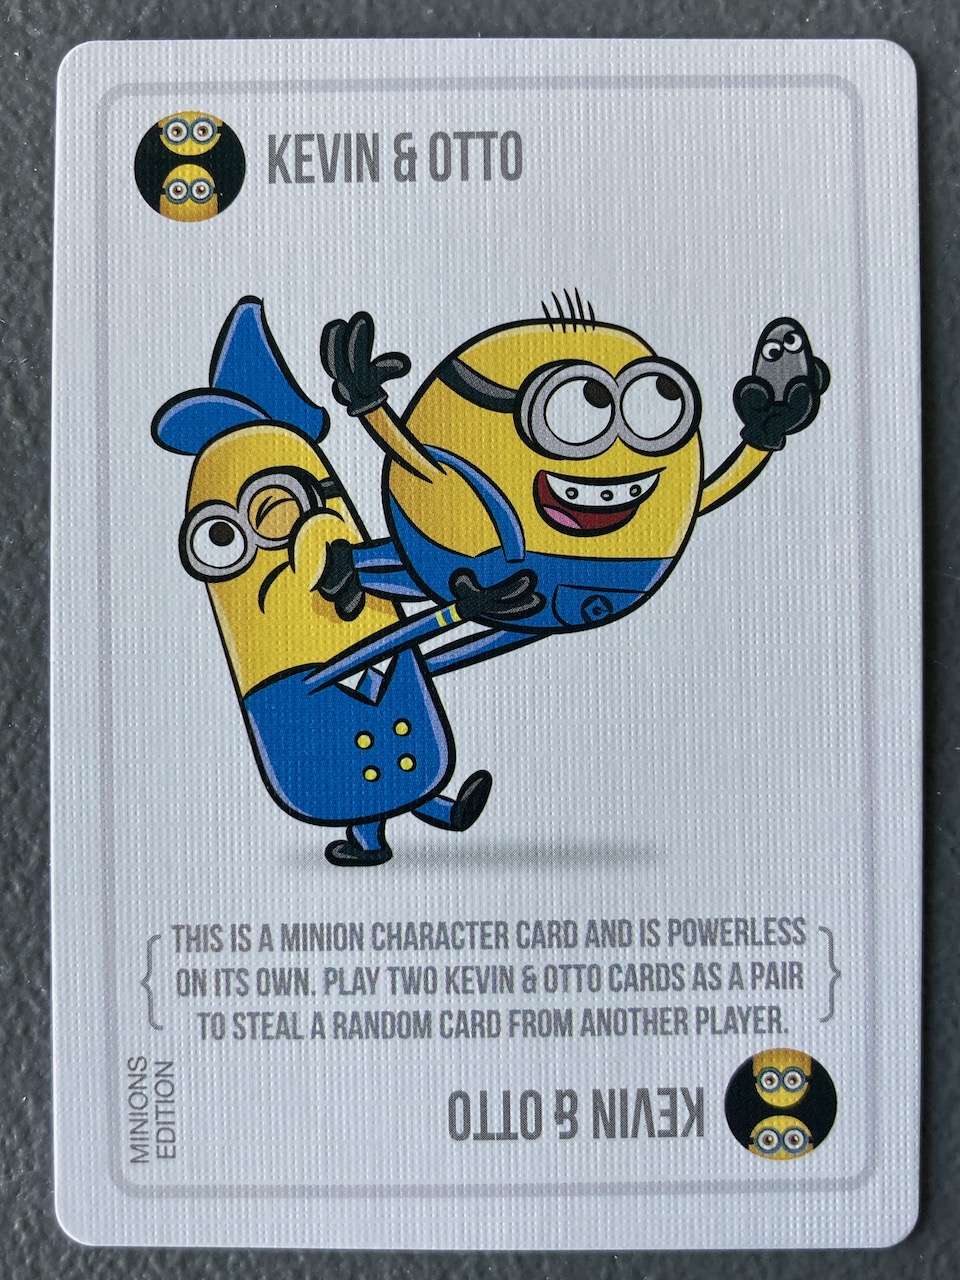 KEVIN & OTTO
THIS IS A MINION CHARACTER CARD AND IS POWERLESS
ON ITS OWN. PLAY TWO KEVIN & OTTO CARDS AS A PAIR
TO STEAL A RANDOM CARD FROM ANOTHER PLAYER.
MINIONS
EDITION
KEVIN & OTTO